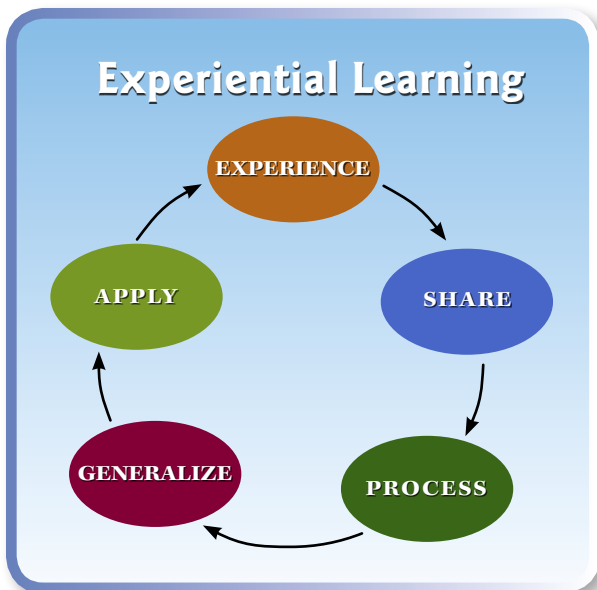 Experiential Learning
EXPERIENCE
SHARE
PROCESS
GENERALIZE
APPLY